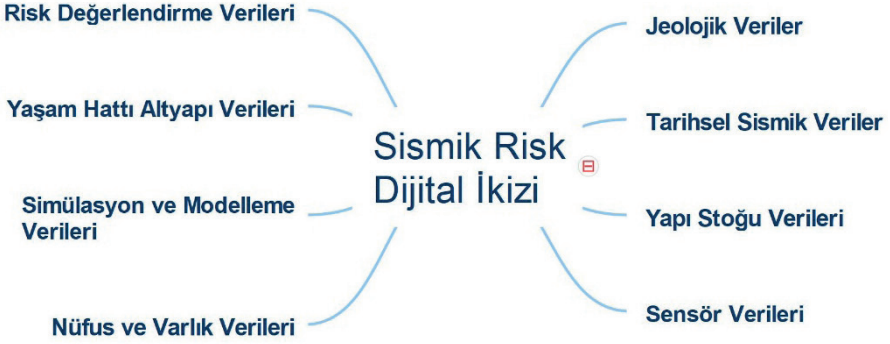 Risk Değerlendirme Verileri
Yaşam Hattı Altyapı Verileri
Simülasyon ve Modelleme
Verileri
Nüfus ve Varlık Verileri
Sismik Risk
Dijital İkizi
Jeolojik Veriler
Tarihsel Sismik Veriler
Yapı Stoğu Verileri
Sensör Verileri